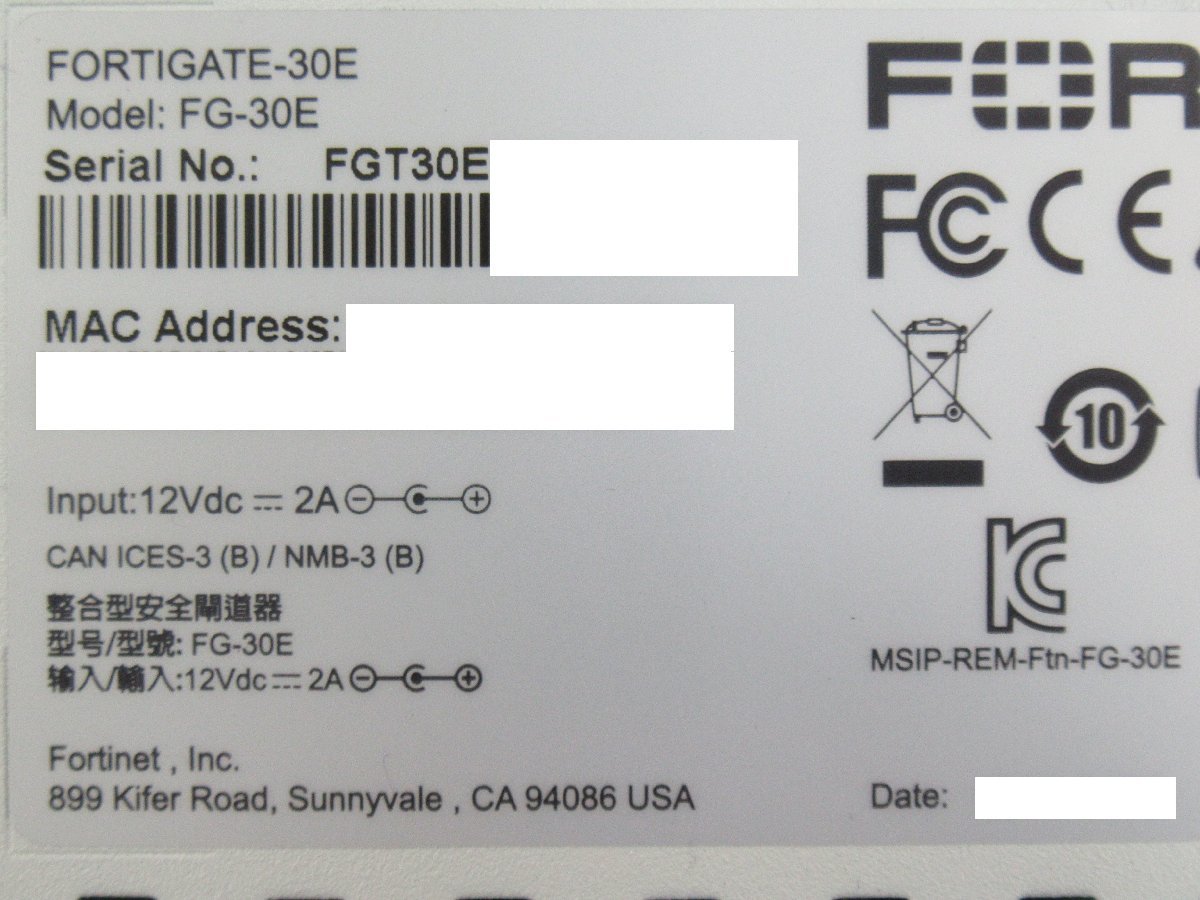 FORTIGATE-30E
Model: FG-30E
Serial No.: FGT30E
MAC Address:
Input:12Vdc ⎓ 2A
CAN ICES-3 (B) / NMB-3 (B)
整合型安全閘道器
型号/型號: FG-30E
输入/輸入:12Vdc ⎓ 2A
Fortinet , Inc.
899 Kifer Road, Sunnyvale , CA 94086 USA
FOR
FC CE
10
KC
MSIP-REM-Ftn-FG-30E
Date: